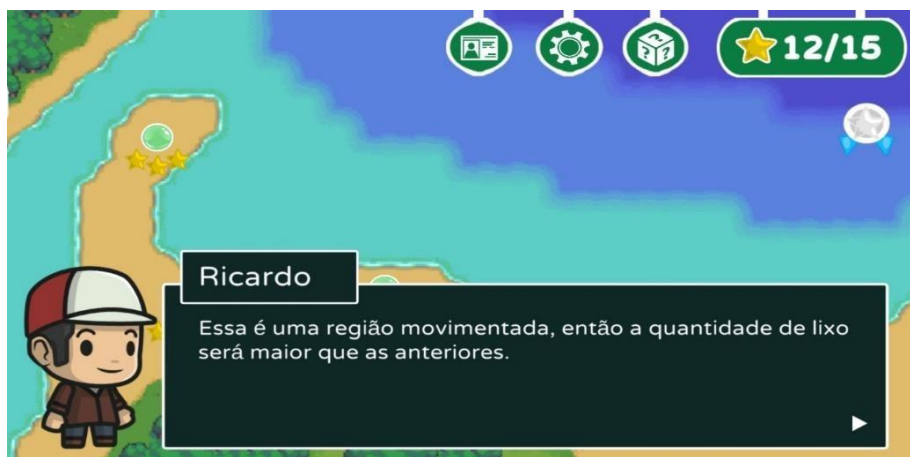 12/15
Ricardo
Essa é uma região movimentada, então a quantidade de lixo
será maior que as anteriores.